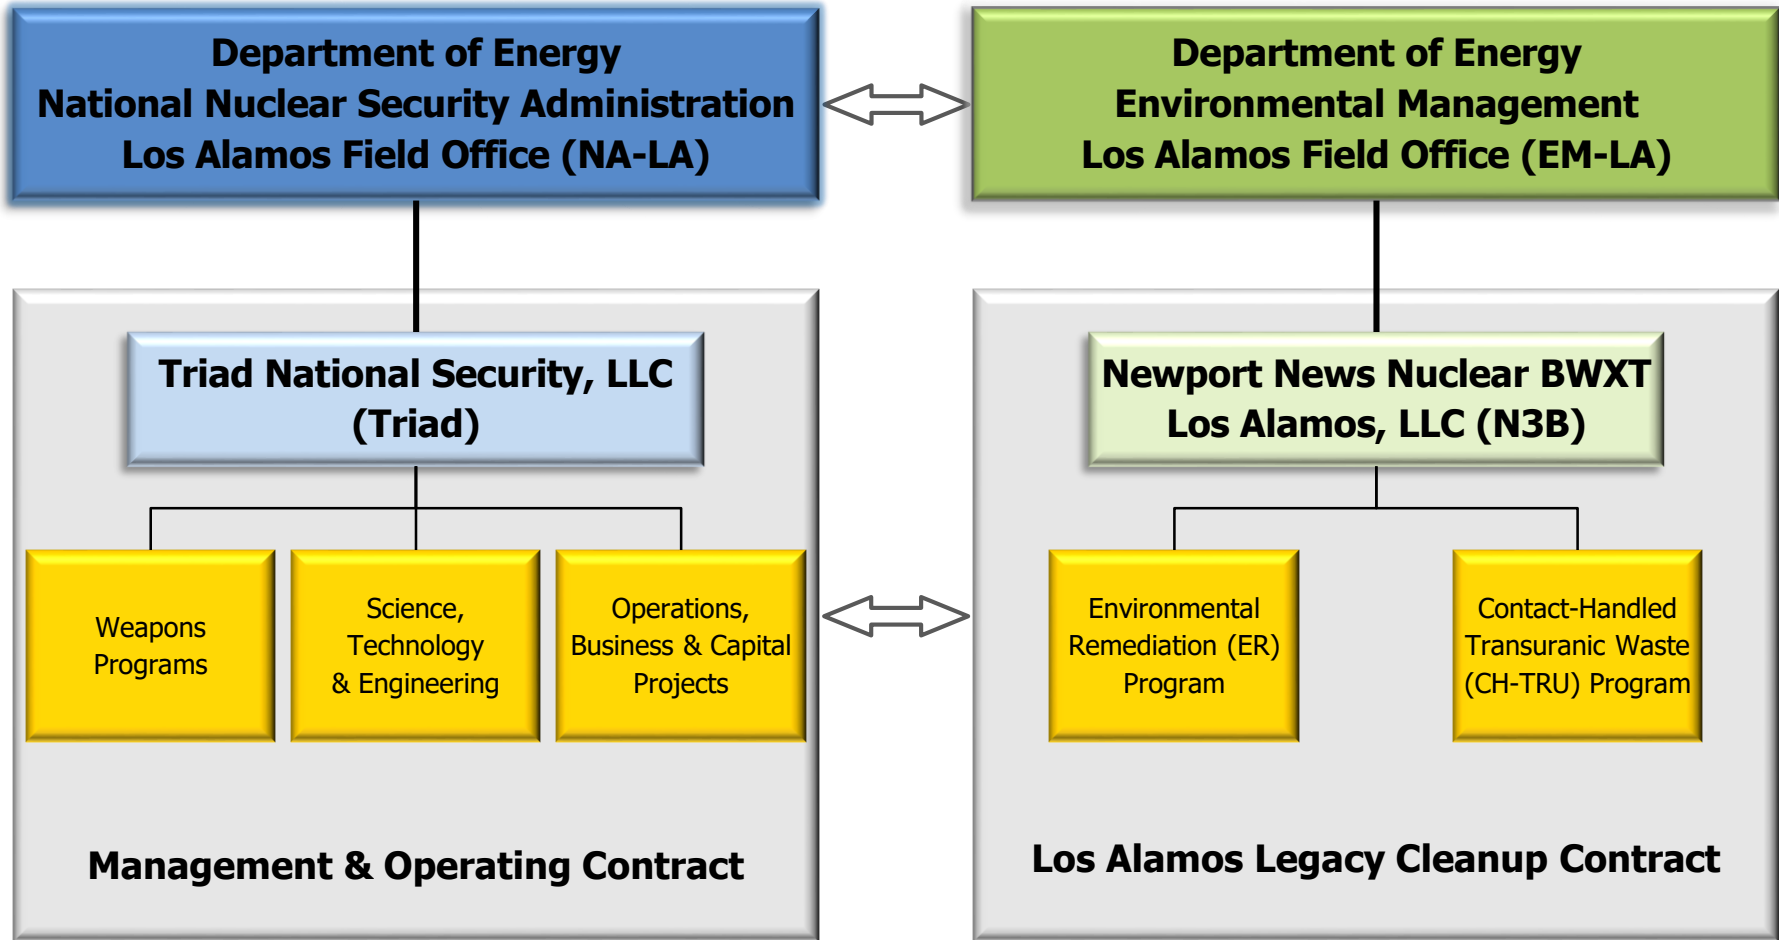 Department of Energy
National Nuclear Security Administration
Los Alamos Field Office (NA-LA)
Department of Energy
Environmental Management
Los Alamos Field Office (EM-LA)
Triad National Security, LLC
(Triad)
Newport News Nuclear BWXT
Los Alamos, LLC (N3B)
Weapons
Programs
Science,
Technology
& Engineering
Operations,
Business & Capital
Projects
Environmental
Remediation (ER)
Program
Contact-Handled
Transuranic Waste
(CH-TRU) Program
Management & Operating Contract
Los Alamos Legacy Cleanup Contract